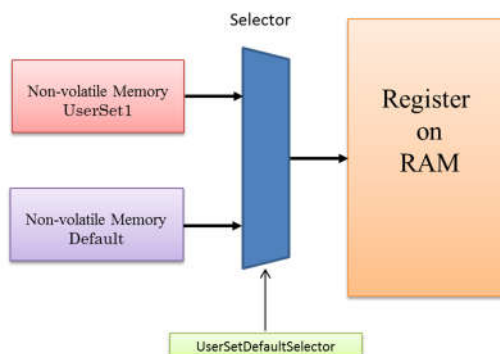 Selector
Non-volatile Memory
UserSet1
Register
on
RAM
Non-volatile Memory
Default
UserSetDefaultSelector